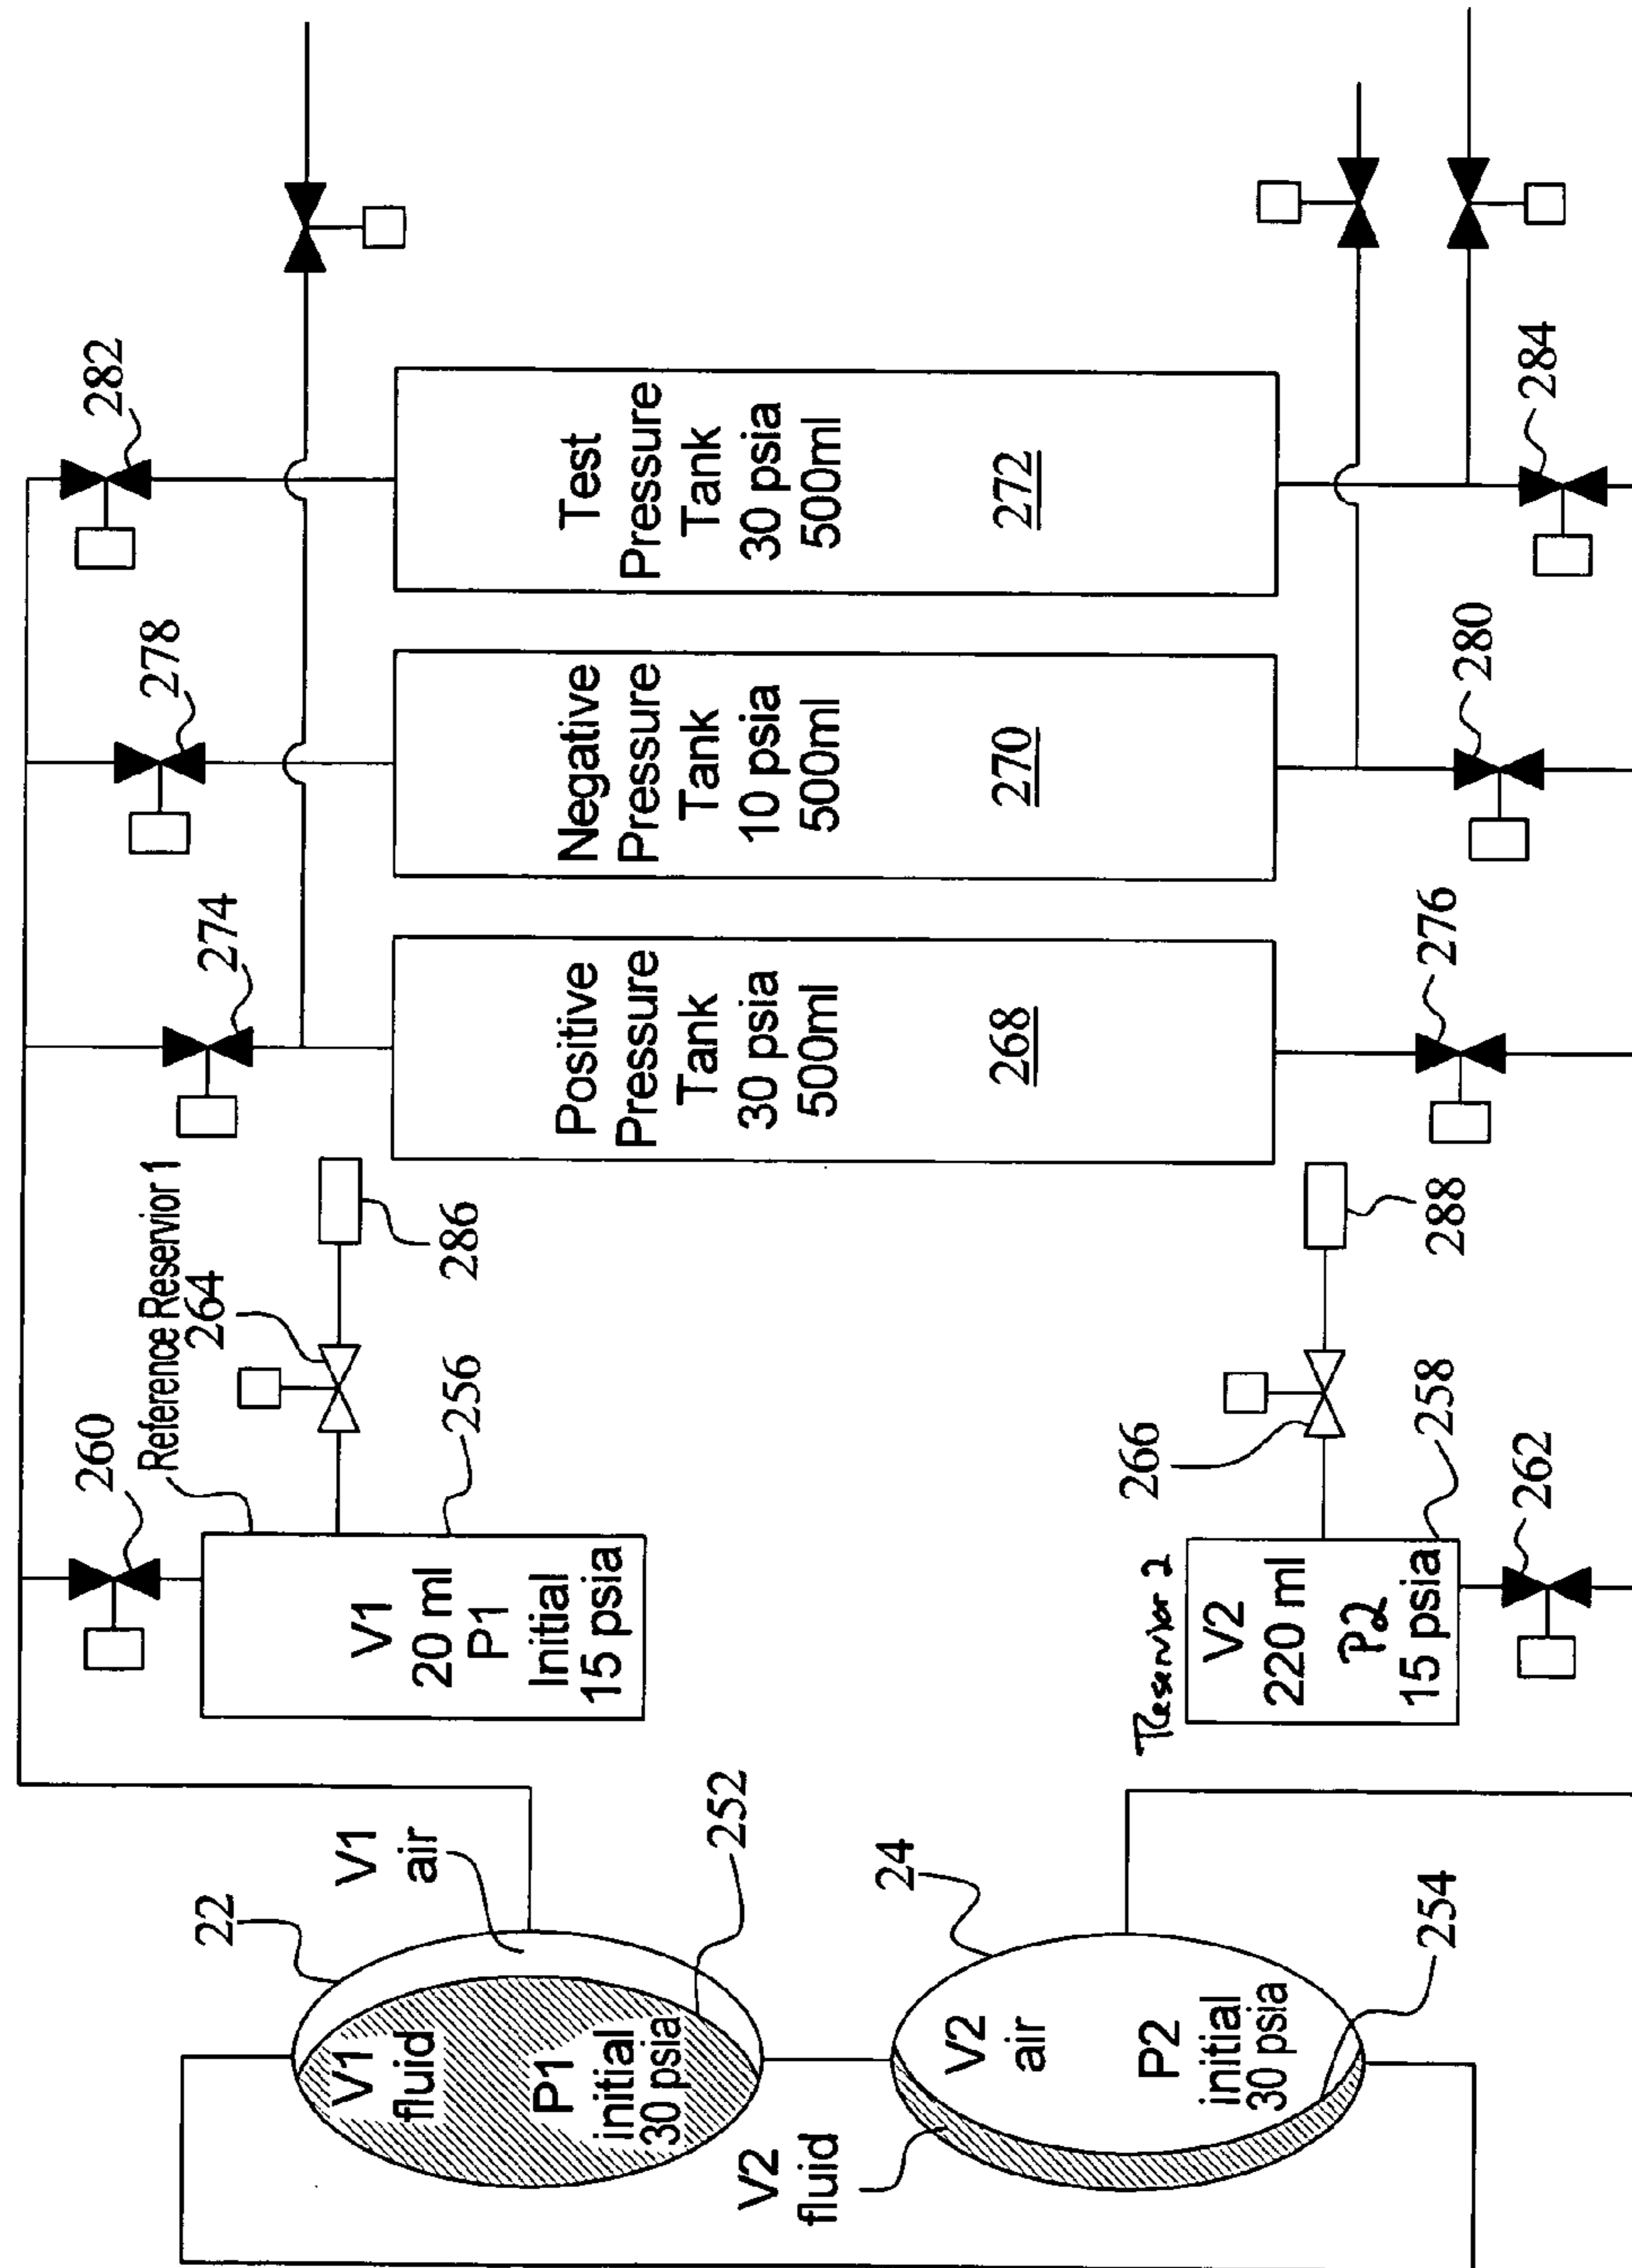 282
278
274
Reference Reservior 1
264
260
286
256
V1
20 ml
P1
Initial
15 psia
Test
Pressure
Tank
30 psia
500ml
272
Negative
Pressure
Tank
10 psia
500ml
270
Positive
Pressure
Tank
30 psia
500ml
268
284
280
276
288
266
258
262
Reservior 2
V2
220 ml
P2
15 psia
22
V1
air
252
V1
fluid
P1
initial
30 psia
24
254
V2
air
P2
initial
30 psia
V2
fluid